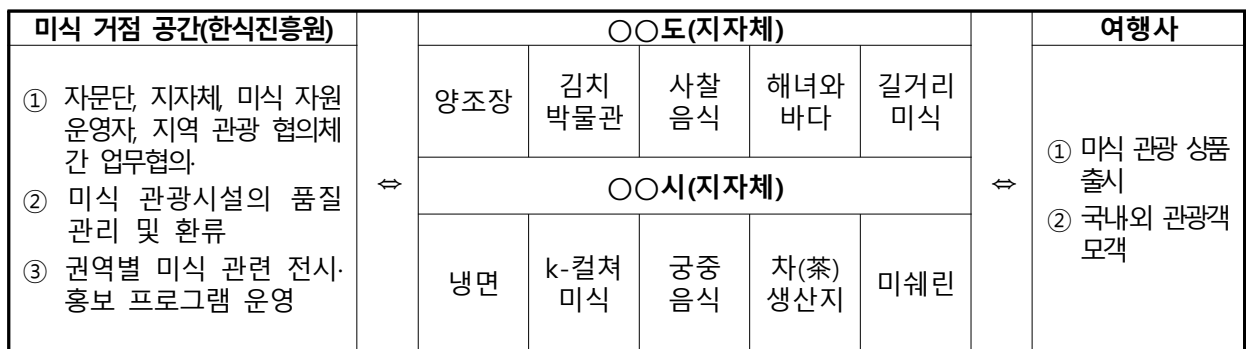 미식 거점 공간(한식진흥원)
① 자문단, 지자체, 미식 자원
운영자, 지역 관광 협의체
간 업무협의·
② 미식 관광시설의 품질
관리 및 환류
③ 권역별 미식 관련 전시·
홍보 프로그램 운영
⇔
○○도(지자체)
양조장
김치
박물관
사찰
음식
해녀와
바다
길거리
미식
○○시(지자체)
냉면
k-컬쳐
미식
궁중
음식
차(茶)
생산지
미쉐린
⇔
여행사
① 미식 관광 상품
출시
② 국내외 관광객
모객